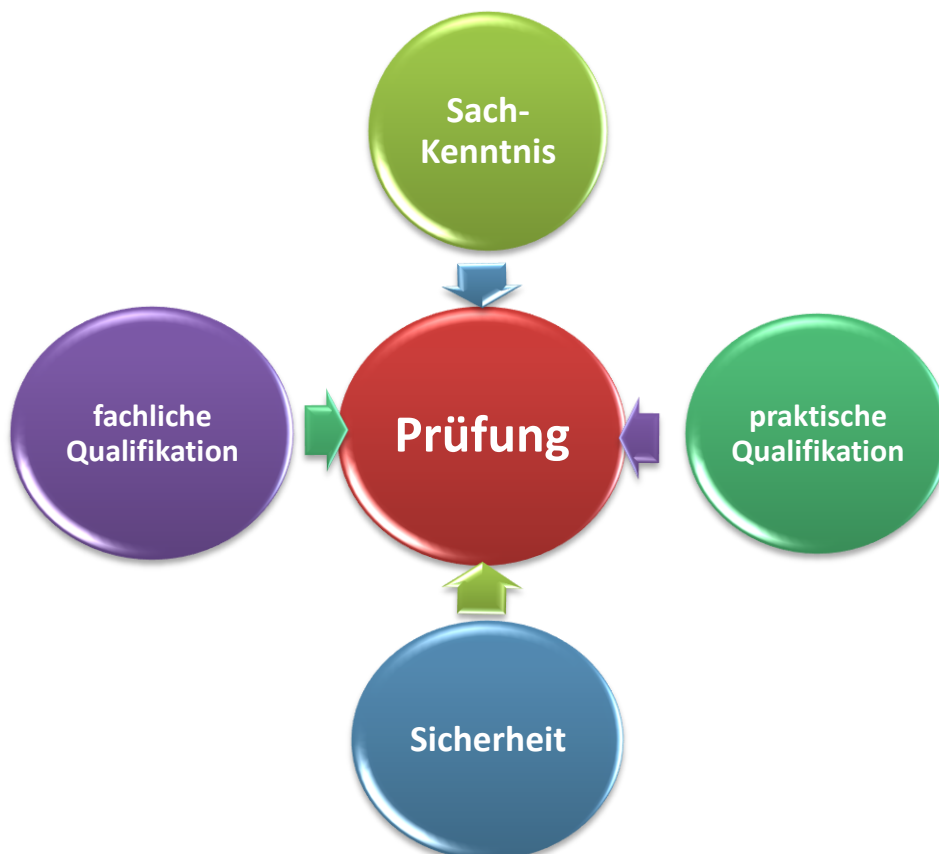 Sach-
Kenntnis
fachliche
Qualifikation
Prüfung
praktische
Qualifikation
Sicherheit